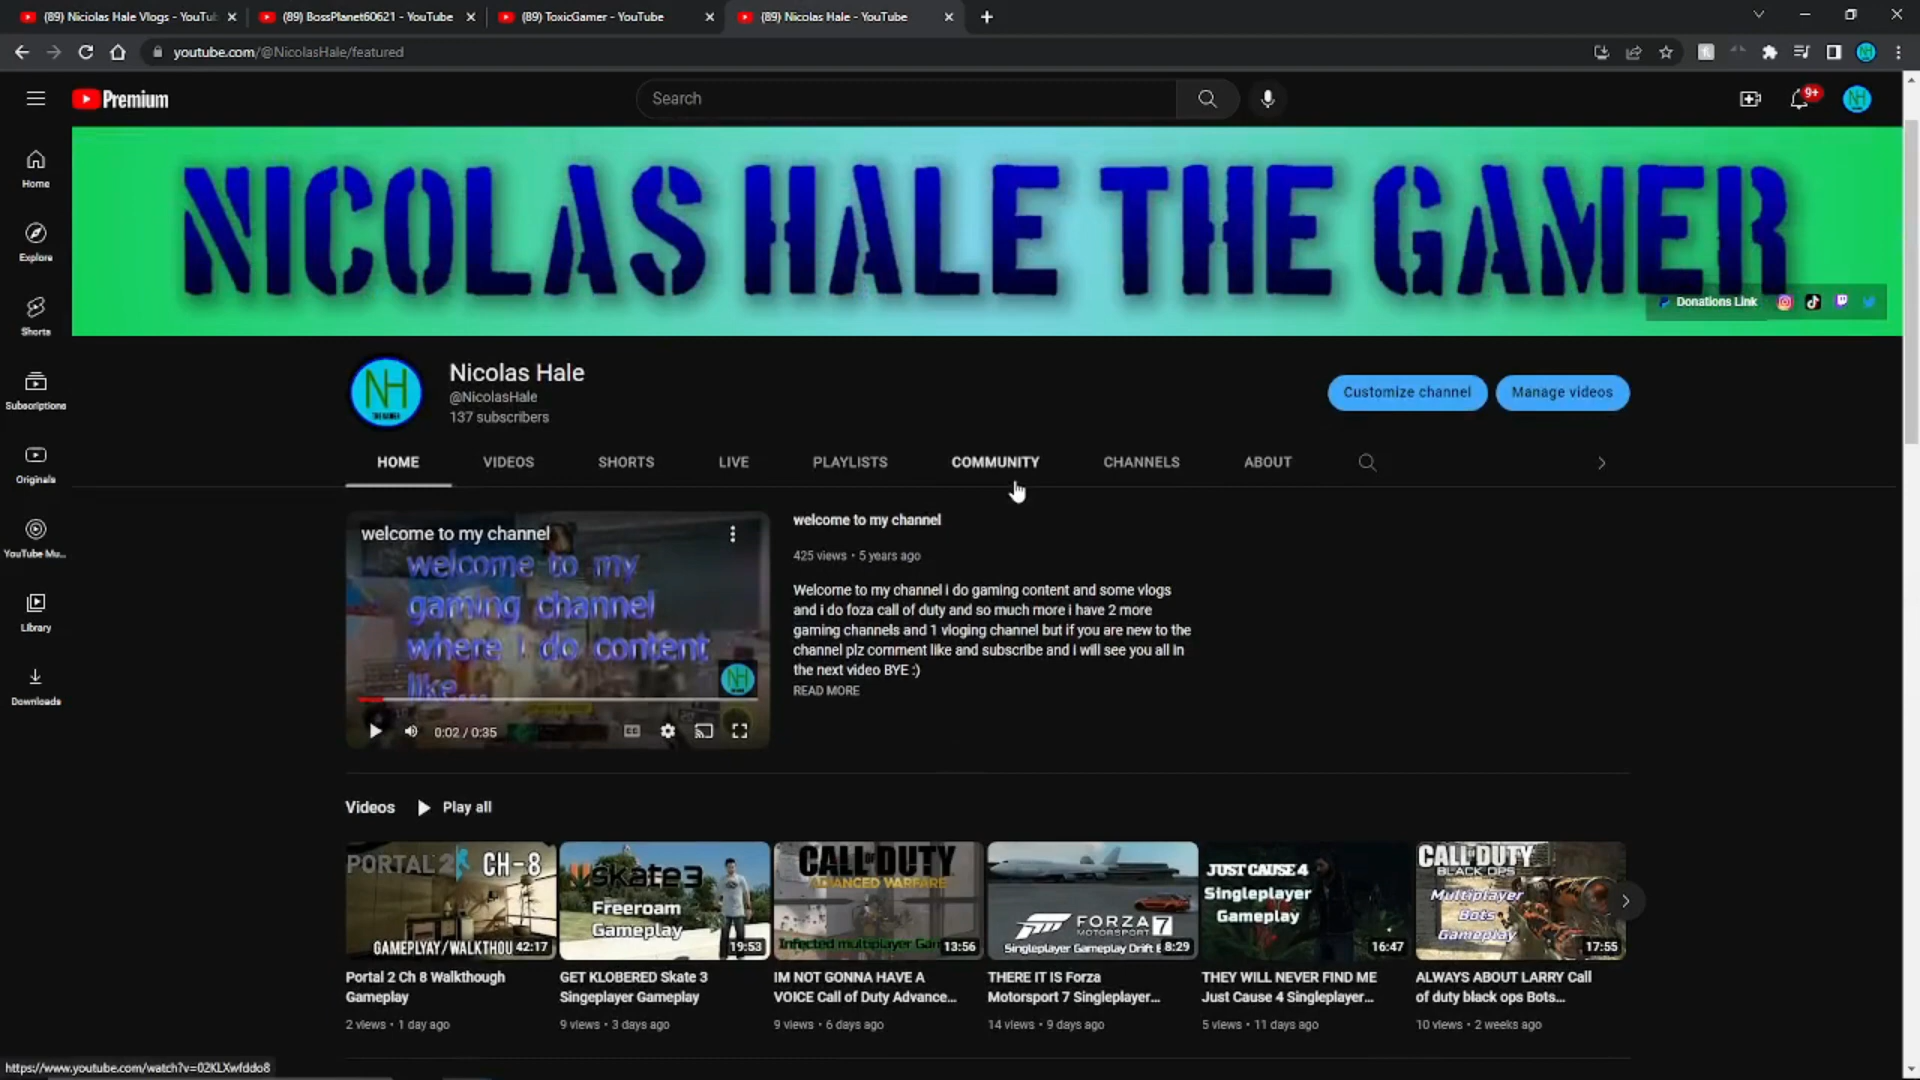 (89) Niciolas Hale Vlogs - YouTu
(89) BossPlanet60621 - YouTube
(89) ToxicGamer - YouTube
(89) Nicolas Hale - YouTube
youtube.com/@NicolasHale/featured
Premium
Search
9+
NH
Home
Explore
Shorts
Subscriptions
Originals
YouTube Mu...
Library
Downloads
NICOLAS HALE THE GAMER
Donations Link
NH
THE GAMER
Nicolas Hale
@NicolasHale
137 subscribers
Customize channel
Manage videos
HOME
VIDEOS
SHORTS
LIVE
PLAYLISTS
COMMUNITY
CHANNELS
ABOUT
welcome to my channel
welcome to my
gaming channel
where i do content
like...
NH
0:02 / 0:35
CC
welcome to my channel
425 views • 5 years ago
Welcome to my channel i do gaming content and some vlogs
and i do foza call of duty and so much more i have 2 more
gaming channels and 1 vloging channel but if you are new to the
channel plz comment like and subscribe and i will see you all in
the next video BYE :)
READ MORE
Videos
Play all
PORTAL 2 CH-8
GAMEPLYAY/WALKTHOU
42:17
Portal 2 Ch 8 Walkthough
Gameplay
2 views • 1 day ago
skate 3
Freeroam
Gameplay
19:53
GET KLOBERED Skate 3
Singeplayer Gameplay
9 views • 3 days ago
CALL OF DUTY
ADVANCED WARFARE
Infected multiplayer Gam
13:56
IM NOT GONNA HAVE A
VOICE Call of Duty Advance...
9 views • 6 days ago
FORZA
MOTORSPORT 7
Singleplayer Gameplay Drift
8:29
THERE IT IS Forza
Motorsport 7 Singleplayer...
14 views • 9 days ago
JUST CAUSE 4
Singleplayer
Gameplay
16:47
THEY WILL NEVER FIND ME
Just Cause 4 Singleplayer...
5 views • 11 days ago
CALL OF DUTY
BLACK OPS
Multiplayer
Bots
Gameplay
17:55
ALWAYS ABOUT LARRY Call
of duty black ops Bots...
10 views • 2 weeks ago
https://www.youtube.com/watch?v=02KLXwfddo8